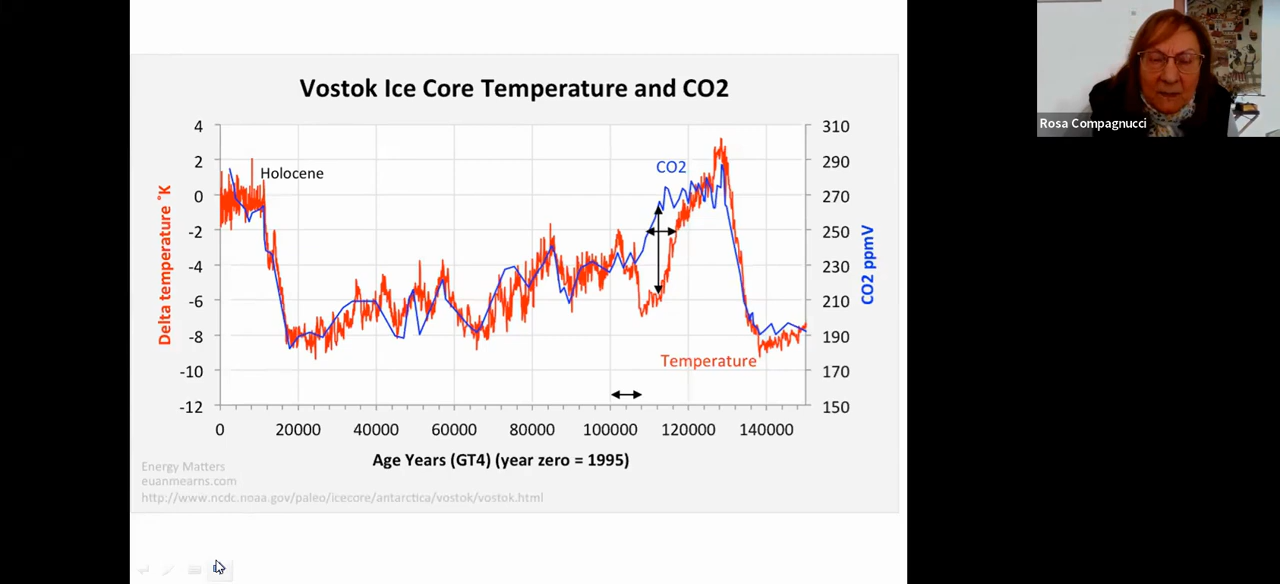 Vostok Ice Core Temperature and CO2
4
2
0
-2
-4
-6
-8
-10
-12
Delta temperature ˚K
Holocene
CO2
Temperature
310
290
270
250
230
210
190
170
150
CO2 ppmV
0 20000 40000 60000 80000 100000 120000 140000
Age Years (GT4) (year zero = 1995)
Energy Matters
euanmearns.com
http://www.ncdc.noaa.gov/paleo/icecore/antarctica/vostok/vostok.html
Rosa Compagnucci